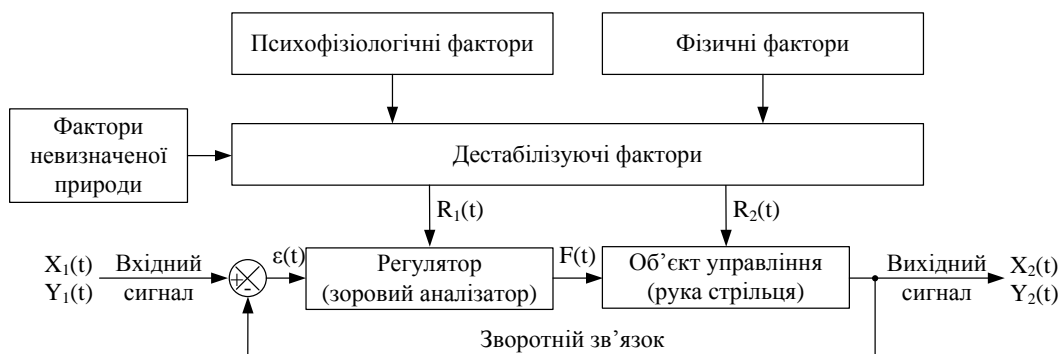 Психофізіологічні фактори
Фізичні фактори
Фактори
невизначеної
природи
Дестабілізуючі фактори
R1(t)
R2(t)
X1(t)
Y1(t)
Вхідний
сигнал
+
-
ε(t)
Регулятор
(зоровий аналізатор)
F(t)
Об’єкт управління
(рука стрільця)
Вихідний
сигнал
X2(t)
Y2(t)
Зворотній зв’язок